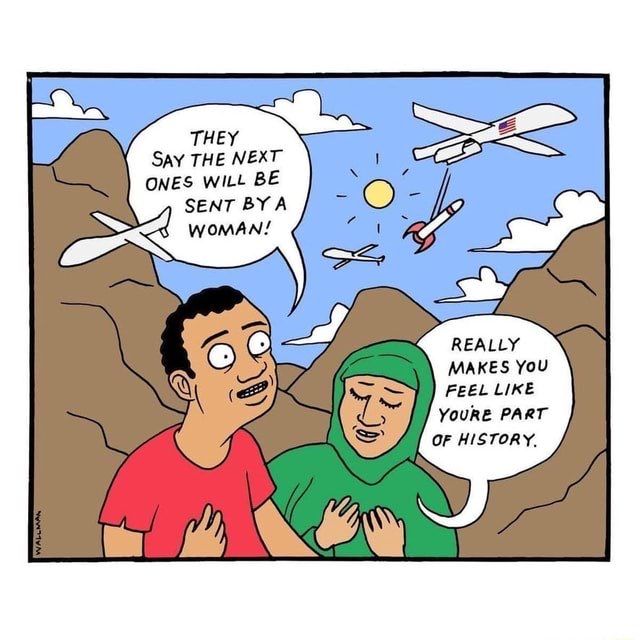 THEY
SAY THE NEXT
ONES WILL BE
SENT BY A
WOMAN!
REALLY
MAKES YOU
FEEL LIKE
YOU'RE PART
OF HISTORY.
WALLMAN